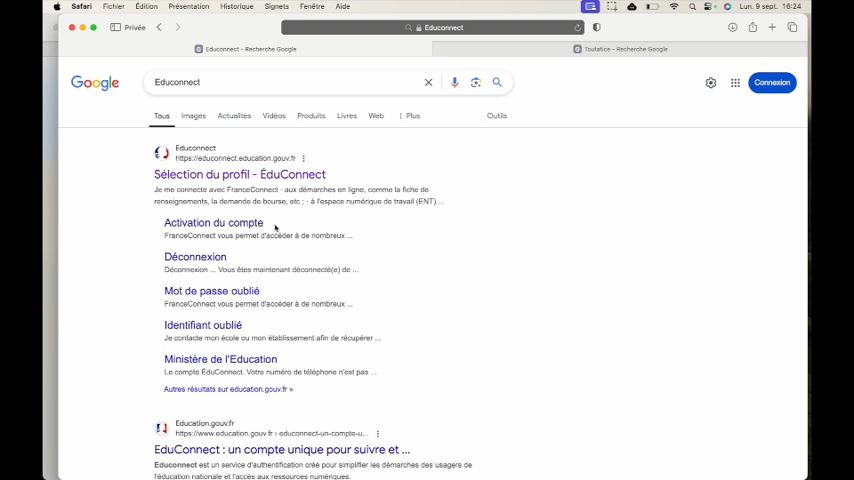 Safari Fichier Édition Présentation Historique Signets Fenêtre Aide Lun. 9 sept. 16:24
Privée Educonnect
Educonnect - Recherche Google Toutatice - Recherche Google
Google Educonnect Connexion
Tous Images Actualités Vidéos Produits Livres Web Plus Outils
Educonnect
https://educonnect.education.gouv.fr
Sélection du profil - ÉduConnect
Je me connecte avec FranceConnect · aux démarches en ligne, comme la fiche de
renseignements, la demande de bourse, etc ; · à l'espace numérique de travail (ENT) ...
Activation du compte
FranceConnect vous permet d'accéder à de nombreux ...
Déconnexion
Déconnexion ... Vous êtes maintenant déconnecté(e) de ...
Mot de passe oublié
FranceConnect vous permet d'accéder à de nombreux ...
Identifiant oublié
Je contacte mon école ou mon établissement afin de récupérer ...
Ministère de l'Education
Le compte ÉduConnect. Votre numéro de téléphone n'est pas ...
Autres résultats sur education.gouv.fr »
Education.gouv.fr
https://www.education.gouv.fr › educonnect-un-compte-u...
EduConnect : un compte unique pour suivre et ...
Educonnect est un service d'authentification créé pour simplifier les démarches des usagers de
l'éducation nationale et l'accès aux ressources numériques.